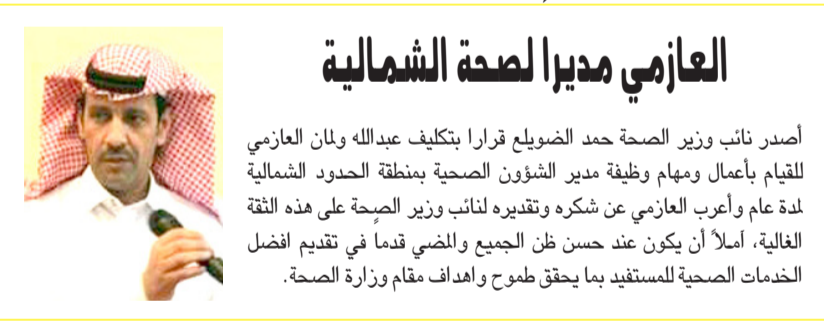 العازمي مديرا لصحة الشمالية
أصدر نائب وزير الصحة حمد الضويلع قرارا بتكليف عبدالله ولمان العازمي
للقيام بأعمال ومهام وظيفة مدير الشؤون الصحية بمنطقة الحدود الشمالية
لمدة عام وأعرب العازمي عن شكره وتقديره لنائب وزير الصحة على هذه الثقة
الغالية، آملاً أن يكون عند حسن ظن الجميع والمضي قدماً في تقديم افضل
الخدمات الصحية للمستفيد بما يحقق طموح واهداف مقام وزارة الصحة.